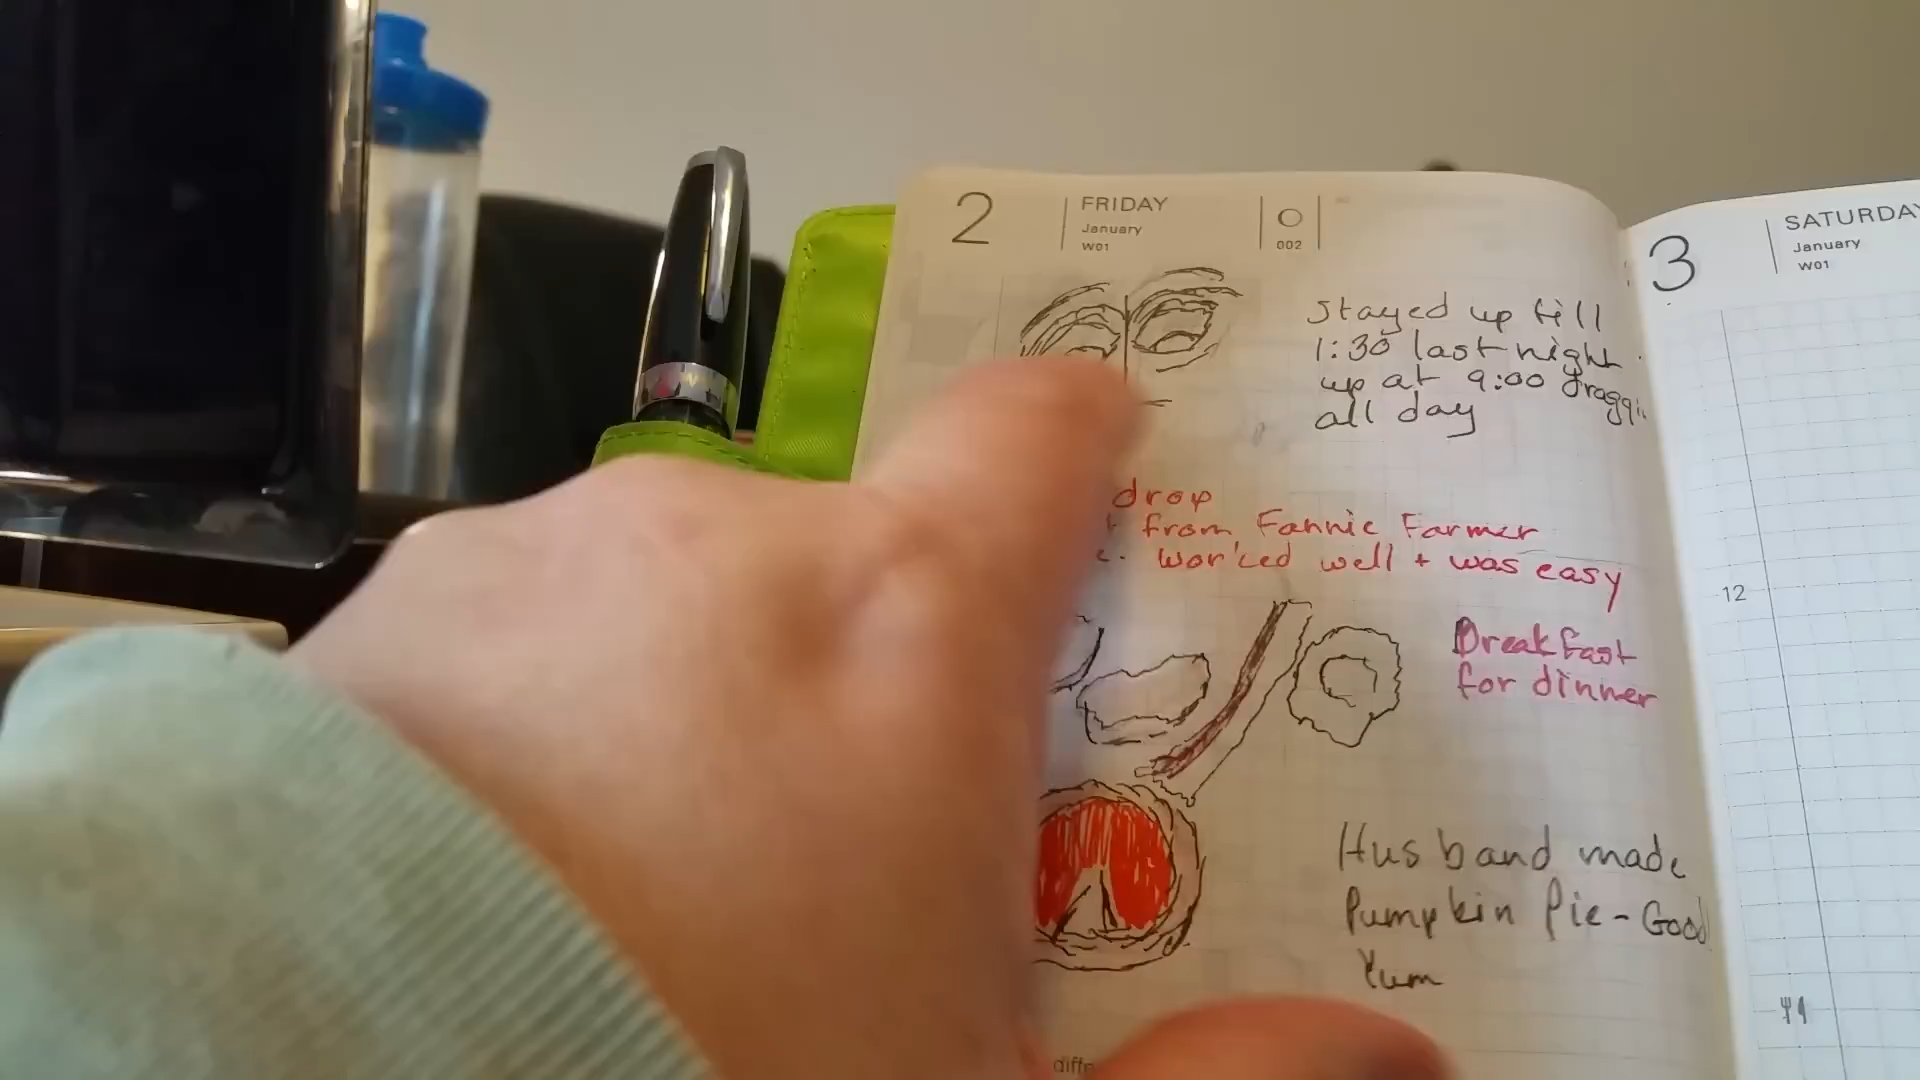 2
FRIDAY
January
W01
002
Stayed up till
1:30 last night
up at 9:00 draggi
all day
drop
from Fannie Farmer
worked well + was easy
Breakfast
for dinner
Husband made
Pumpkin Pie - Good
Yum
diffe
3
SATURDAY
January
W01
12